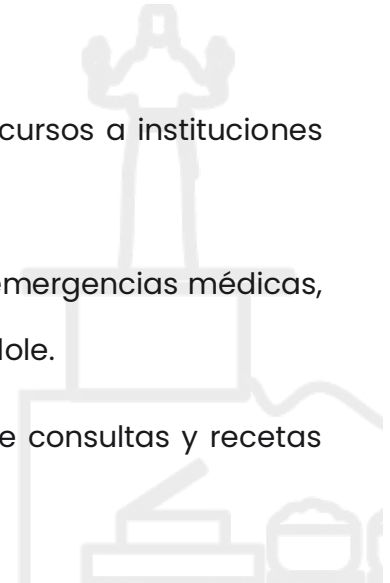 cursos a instituciones
emergencias médicas,
dole.
e consultas y recetas